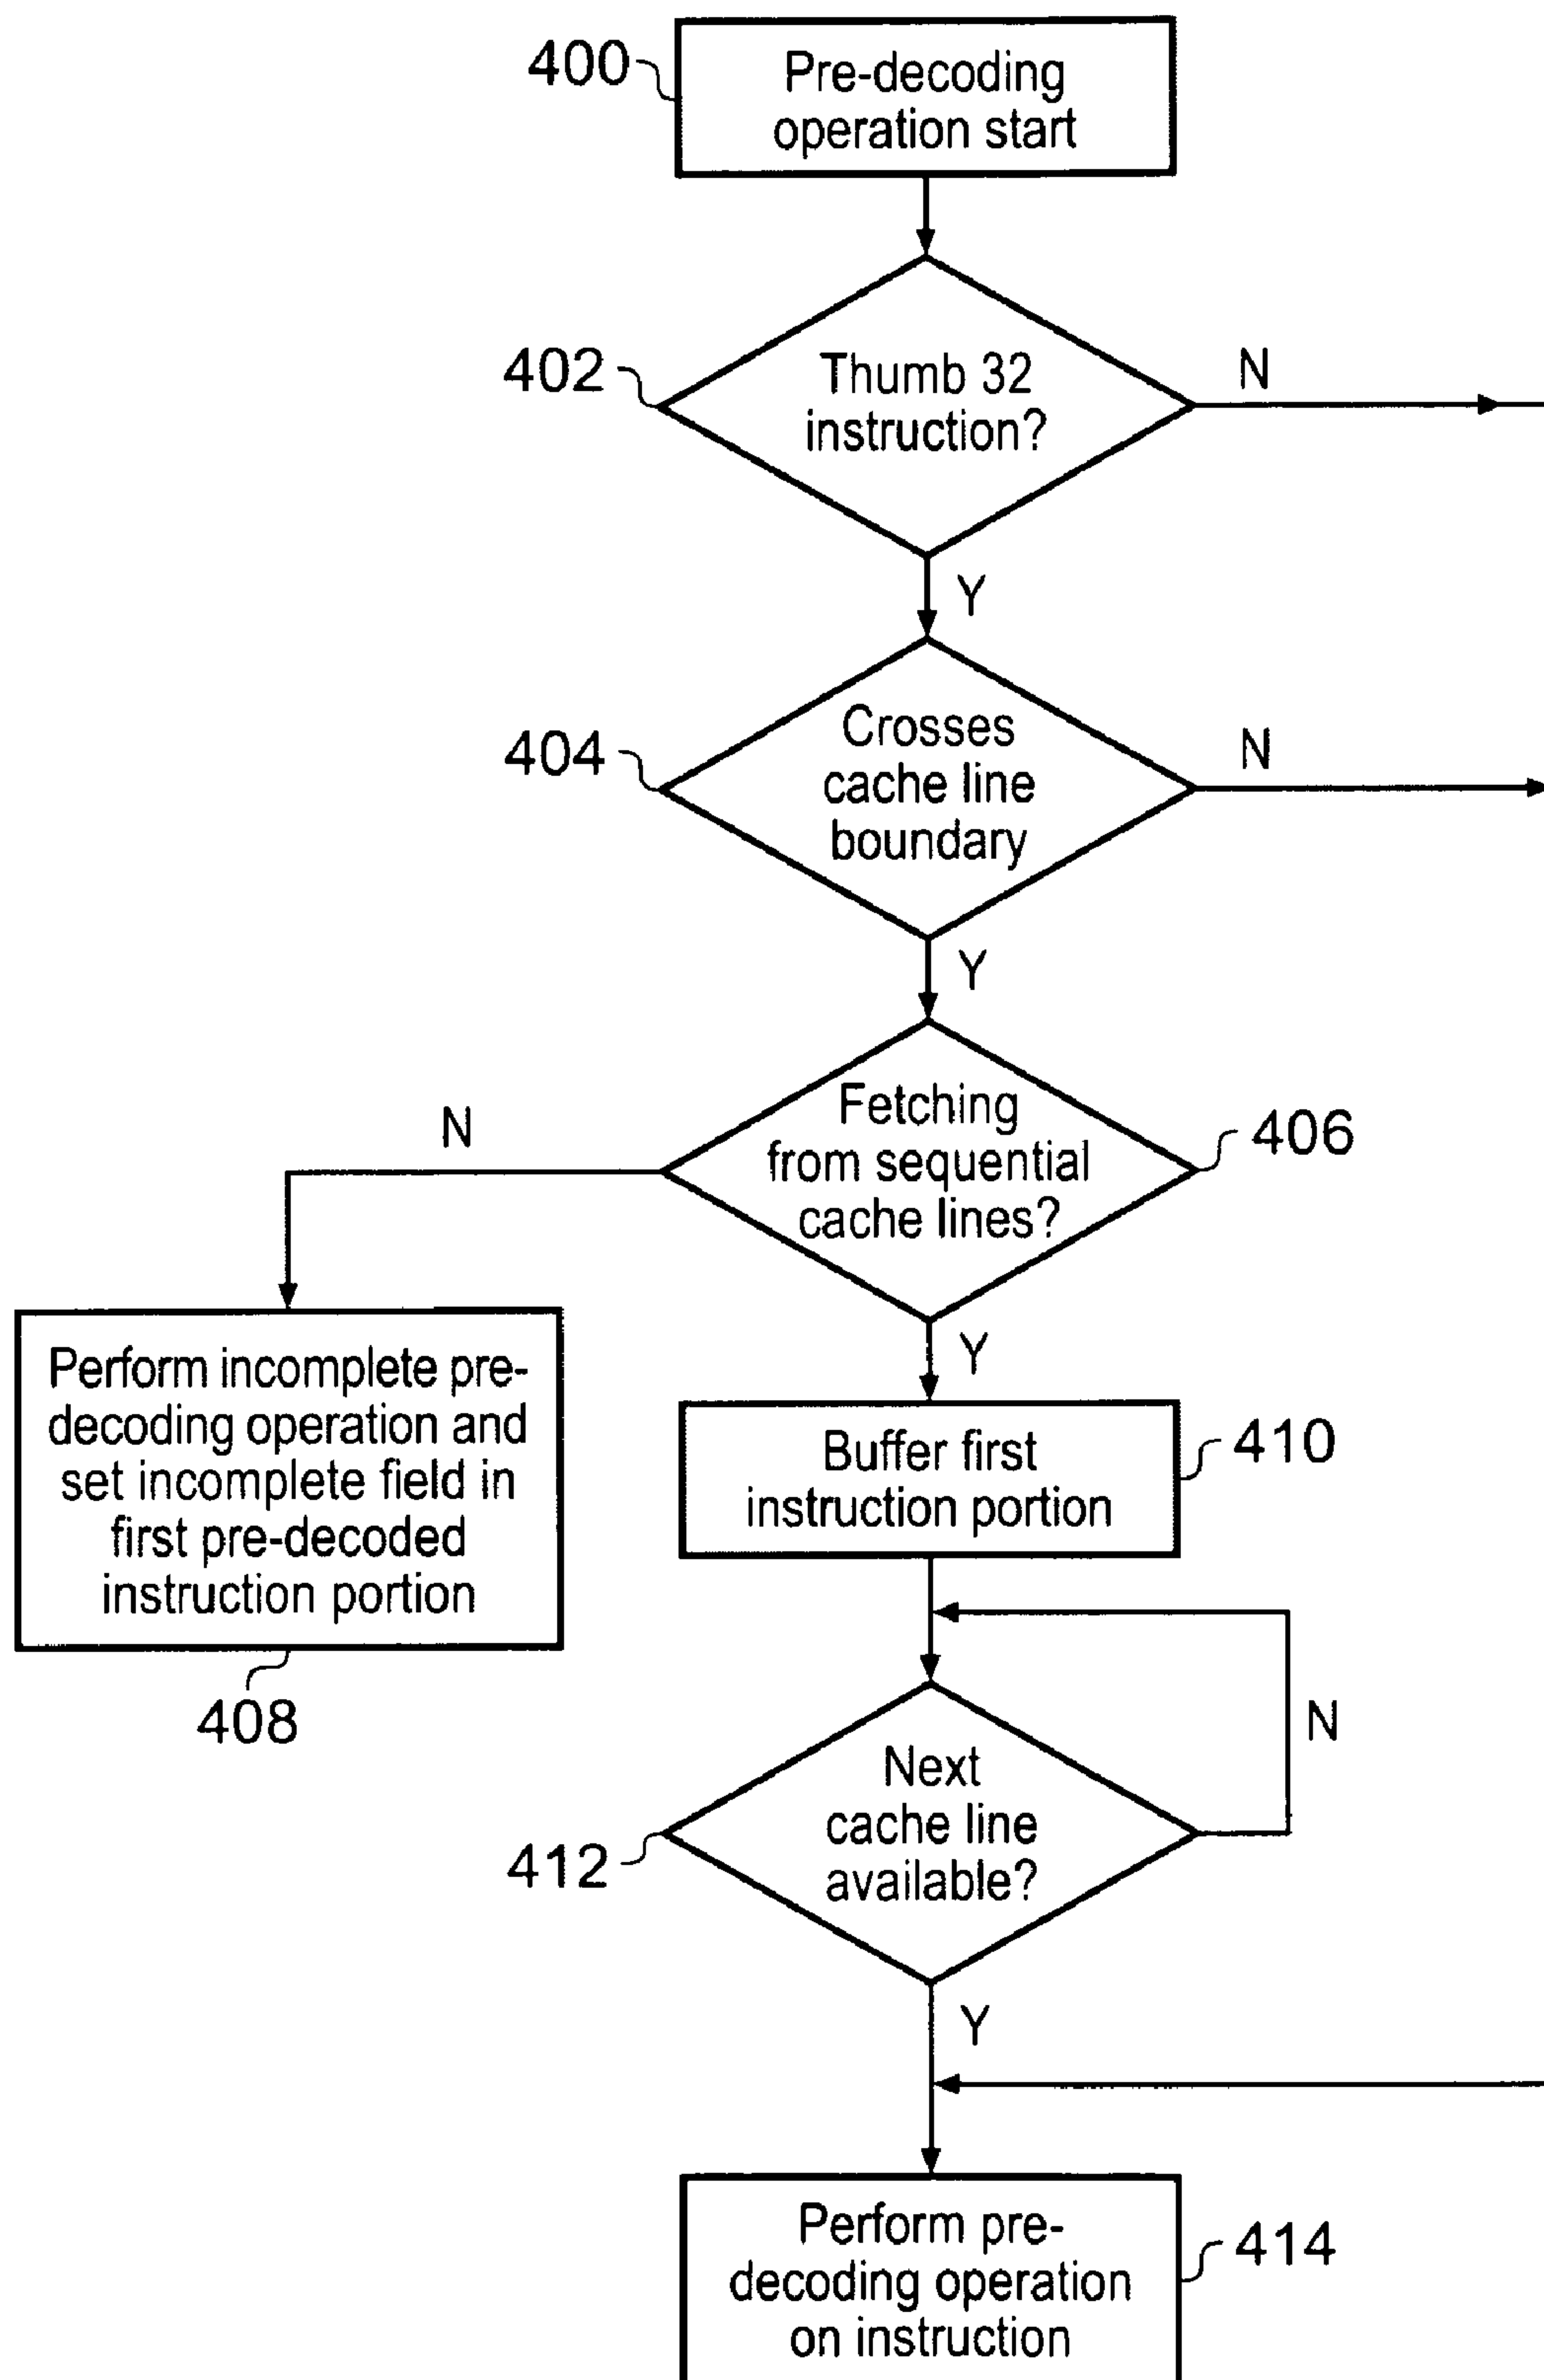 400
Pre-decoding
operation start
402
Thumb 32
instruction?
N
Y
404
Crosses
cache line
boundary
N
Y
Fetching
from sequential
cache lines?
406
N
Y
Perform incomplete pre-
decoding operation and
set incomplete field in
first pre-decoded
instruction portion
408
Buffer first
instruction portion
410
412
Next
cache line
available?
N
Y
Perform pre-
decoding operation
on instruction
414